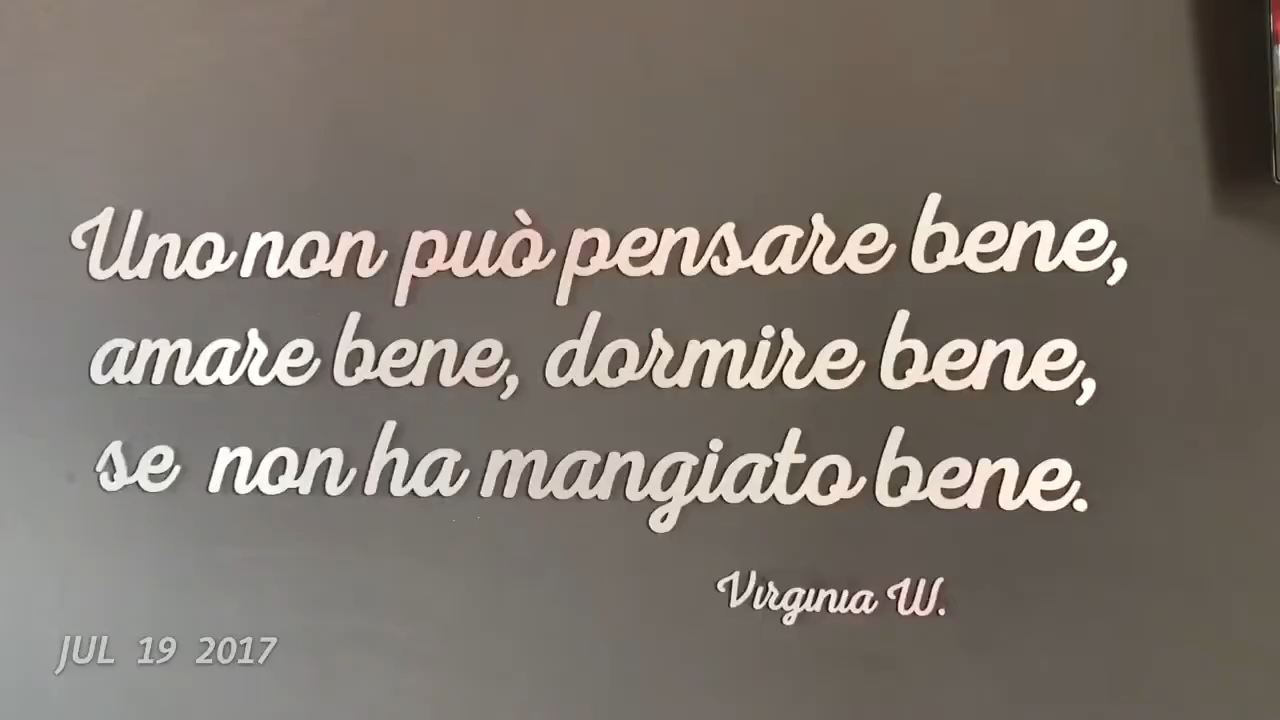 Uno non può pensare bene,
amare bene, dormire bene,
se non ha mangiato bene.
Virginia W.
JUL 19 2017